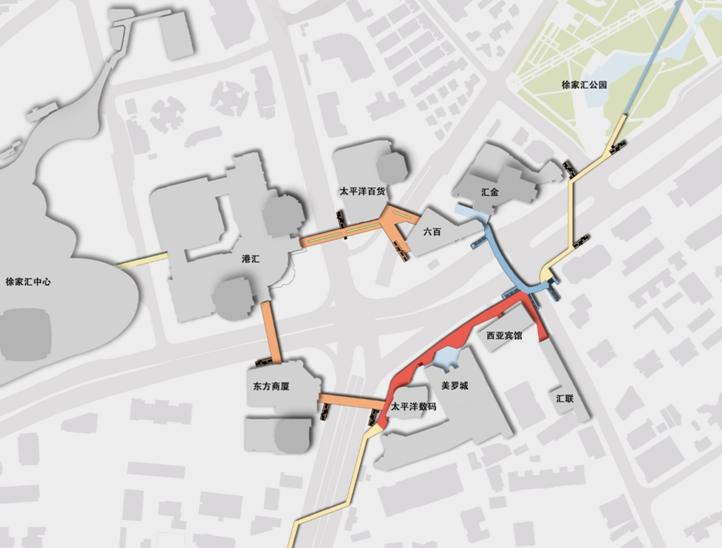 徐家汇公园
太平洋百货
汇金
六百
港汇
徐家汇中心
西亚宾馆
东方商厦
美罗城
太平洋数码
汇联